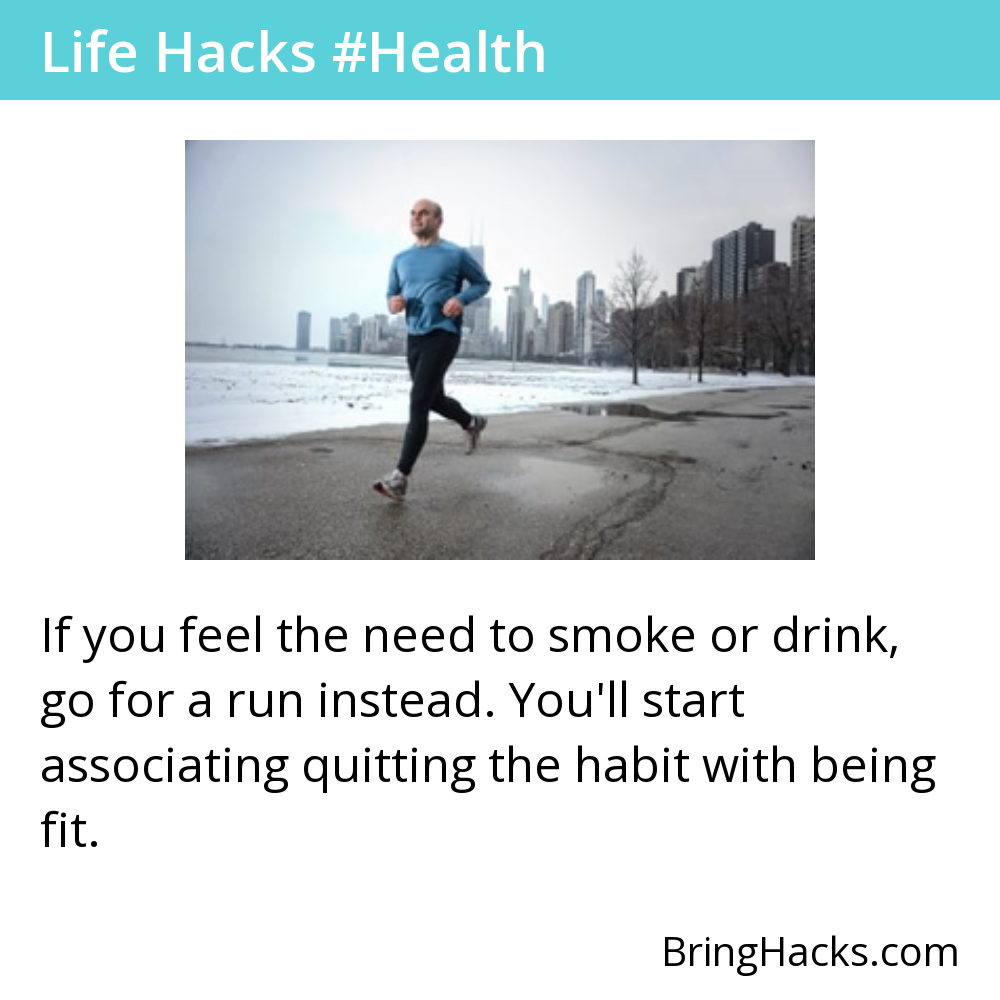 Life Hacks #Health
If you feel the need to smoke or drink,
go for a run instead. You'll start
associating quitting the habit with being
fit.
BringHacks.com